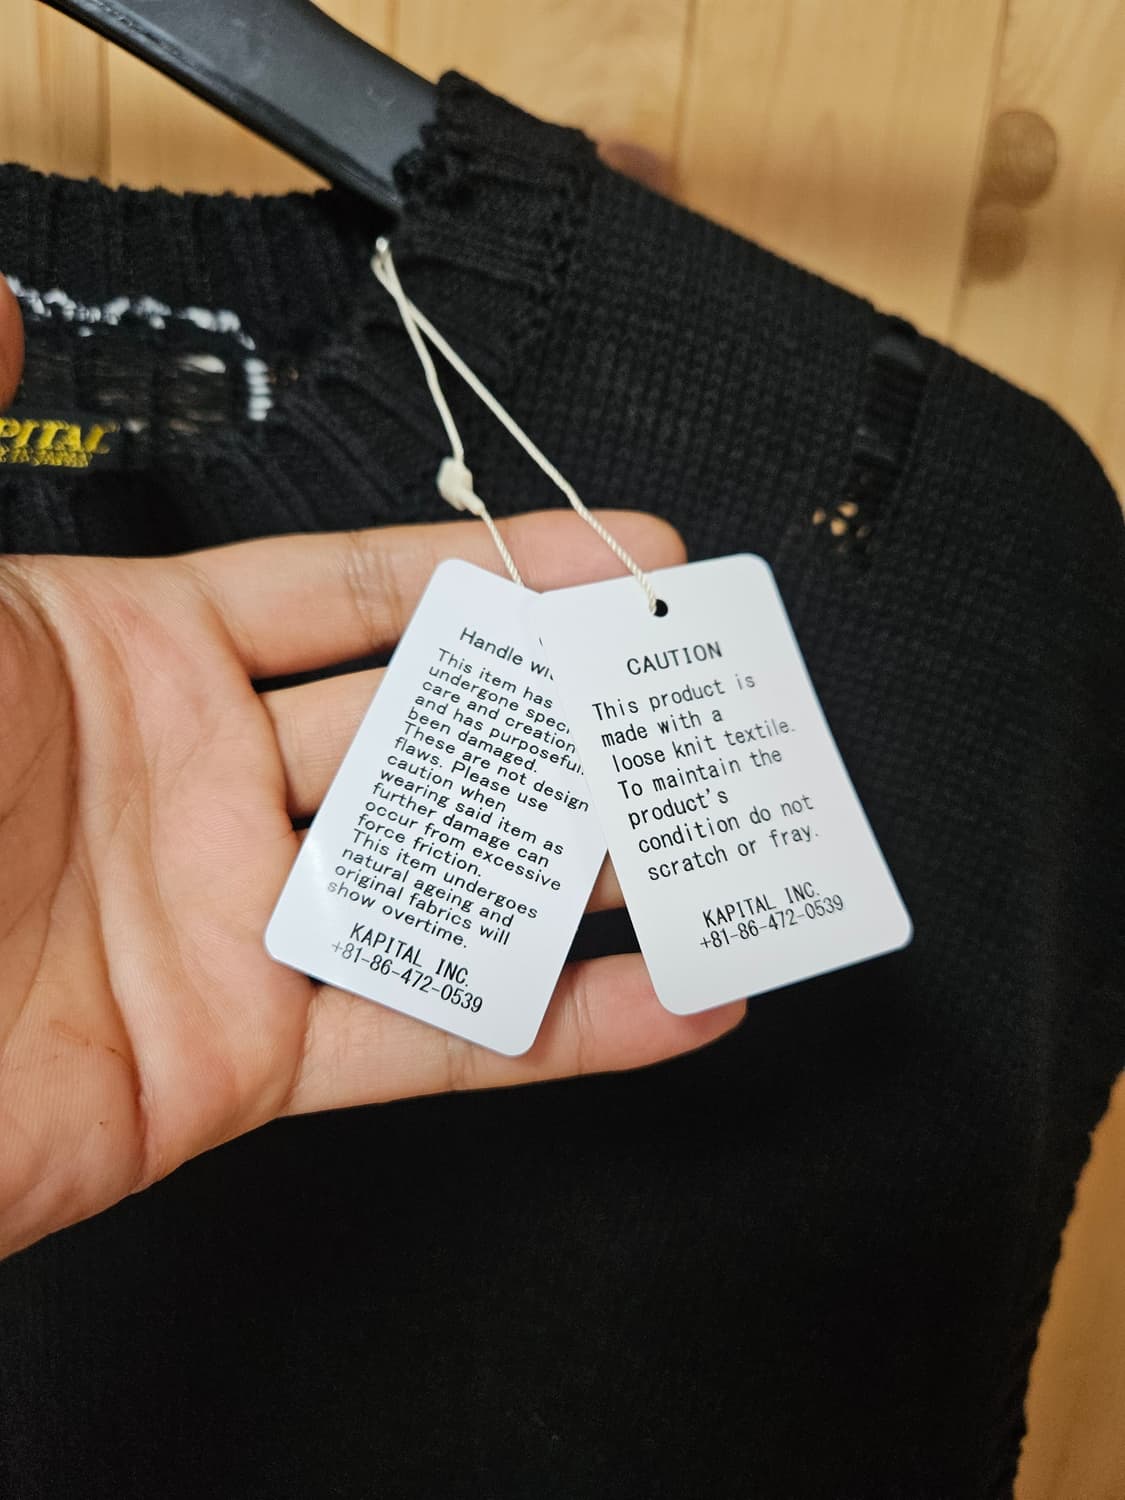 PITAL
IN JAPAN
Handle
This item has
undergone
care and creation
and has
been damaged.
These are not design
flaws. Please use
caution when
wearing said item as
further damage can
occur from excessive
force friction.
This item undergoes
natural ageing and
original fabrics will
show overtime.
KAPITAL INC.
+81-86-472-0539
CAUTION
This product is
made with a
loose knit textile.
To maintain the
product's
condition do not
scratch or fray.
KAPITAL INC.
+81-86-472-0539